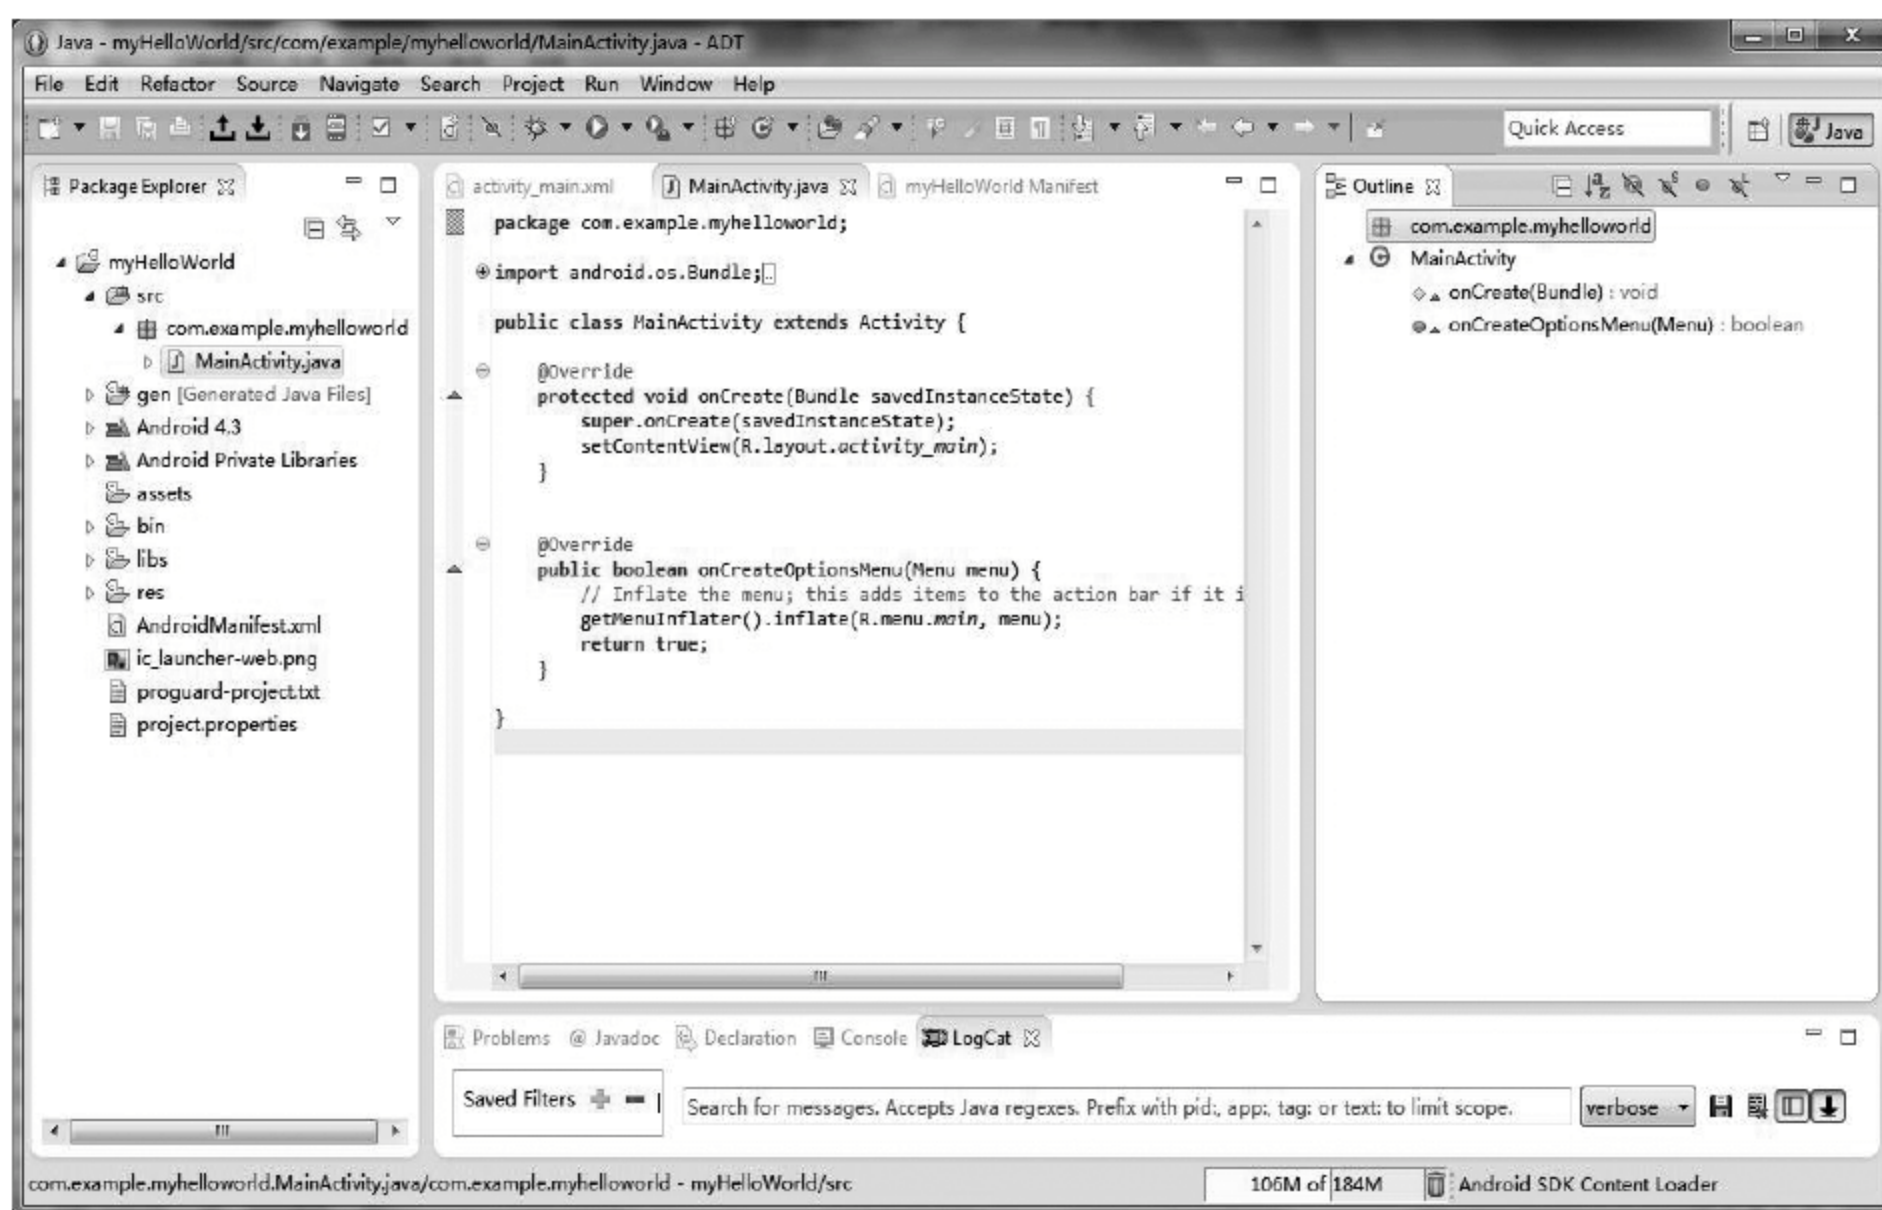 Java - myHelloWorld/src/com/example/myhelloworld/MainActivity.java - ADT
File Edit Refactor Source Navigate Search Project Run Window Help
Quick Access
Java
Package Explorer
myHelloWorld
src
com.example.myhelloworld
MainActivity.java
gen [Generated Java Files]
Android 4.3
Android Private Libraries
assets
bin
libs
res
AndroidManifest.xml
ic_launcher-web.png
proguard-project.txt
project.properties
activity_main.xml MainActivity.java myHelloWorld Manifest
package com.example.myhelloworld;
import android.os.Bundle;
public class MainActivity extends Activity {
@Override
protected void onCreate(Bundle savedInstanceState) {
super.onCreate(savedInstanceState);
setContentView(R.layout.activity_main);
}
@Override
public boolean onCreateOptionsMenu(Menu menu) {
// Inflate the menu; this adds items to the action bar if it i
getMenuInflater().inflate(R.menu.main, menu);
return true;
}
}
Outline
com.example.myhelloworld
MainActivity
onCreate(Bundle) : void
onCreateOptionsMenu(Menu) : boolean
Problems @ Javadoc Declaration Console LogCat
Saved Filters
Search for messages. Accepts Java regexes. Prefix with pid:, app:, tag: or text: to limit scope.
verbose
com.example.myhelloworld.MainActivity.java/com.example.myhelloworld - myHelloWorld/src
106M of 184M
Android SDK Content Loader